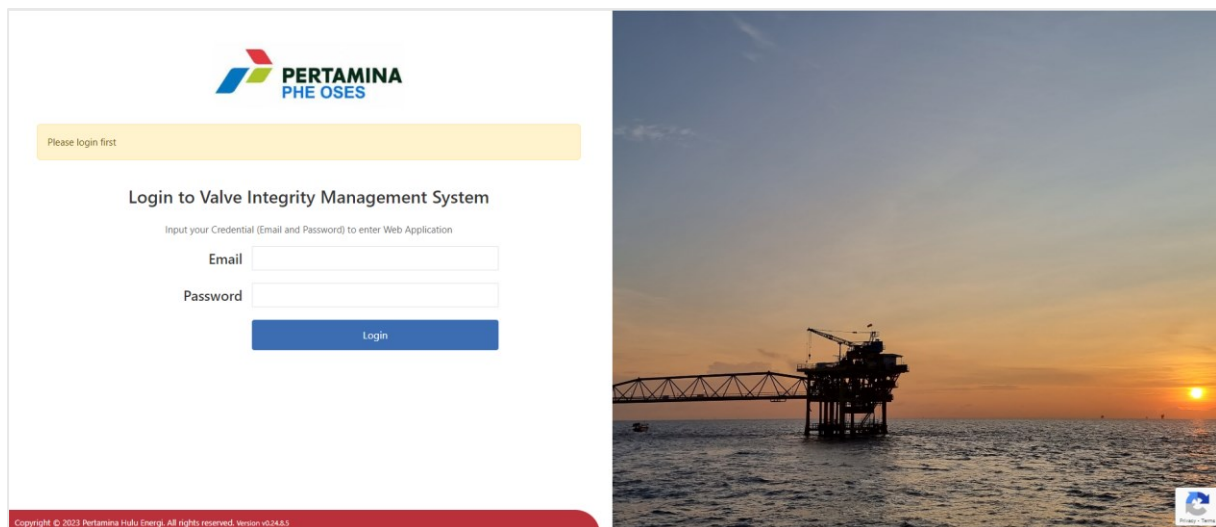 PERTAMINA
PHE OSES
Please login first
Login to Valve Integrity Management System
Input your Credential (Email and Password) to enter Web Application
Email
Password
Login
Copyright © 2023 Pertamina Hulu Energi. All rights reserved. Version v0.24.8.5
Privacy - Terms